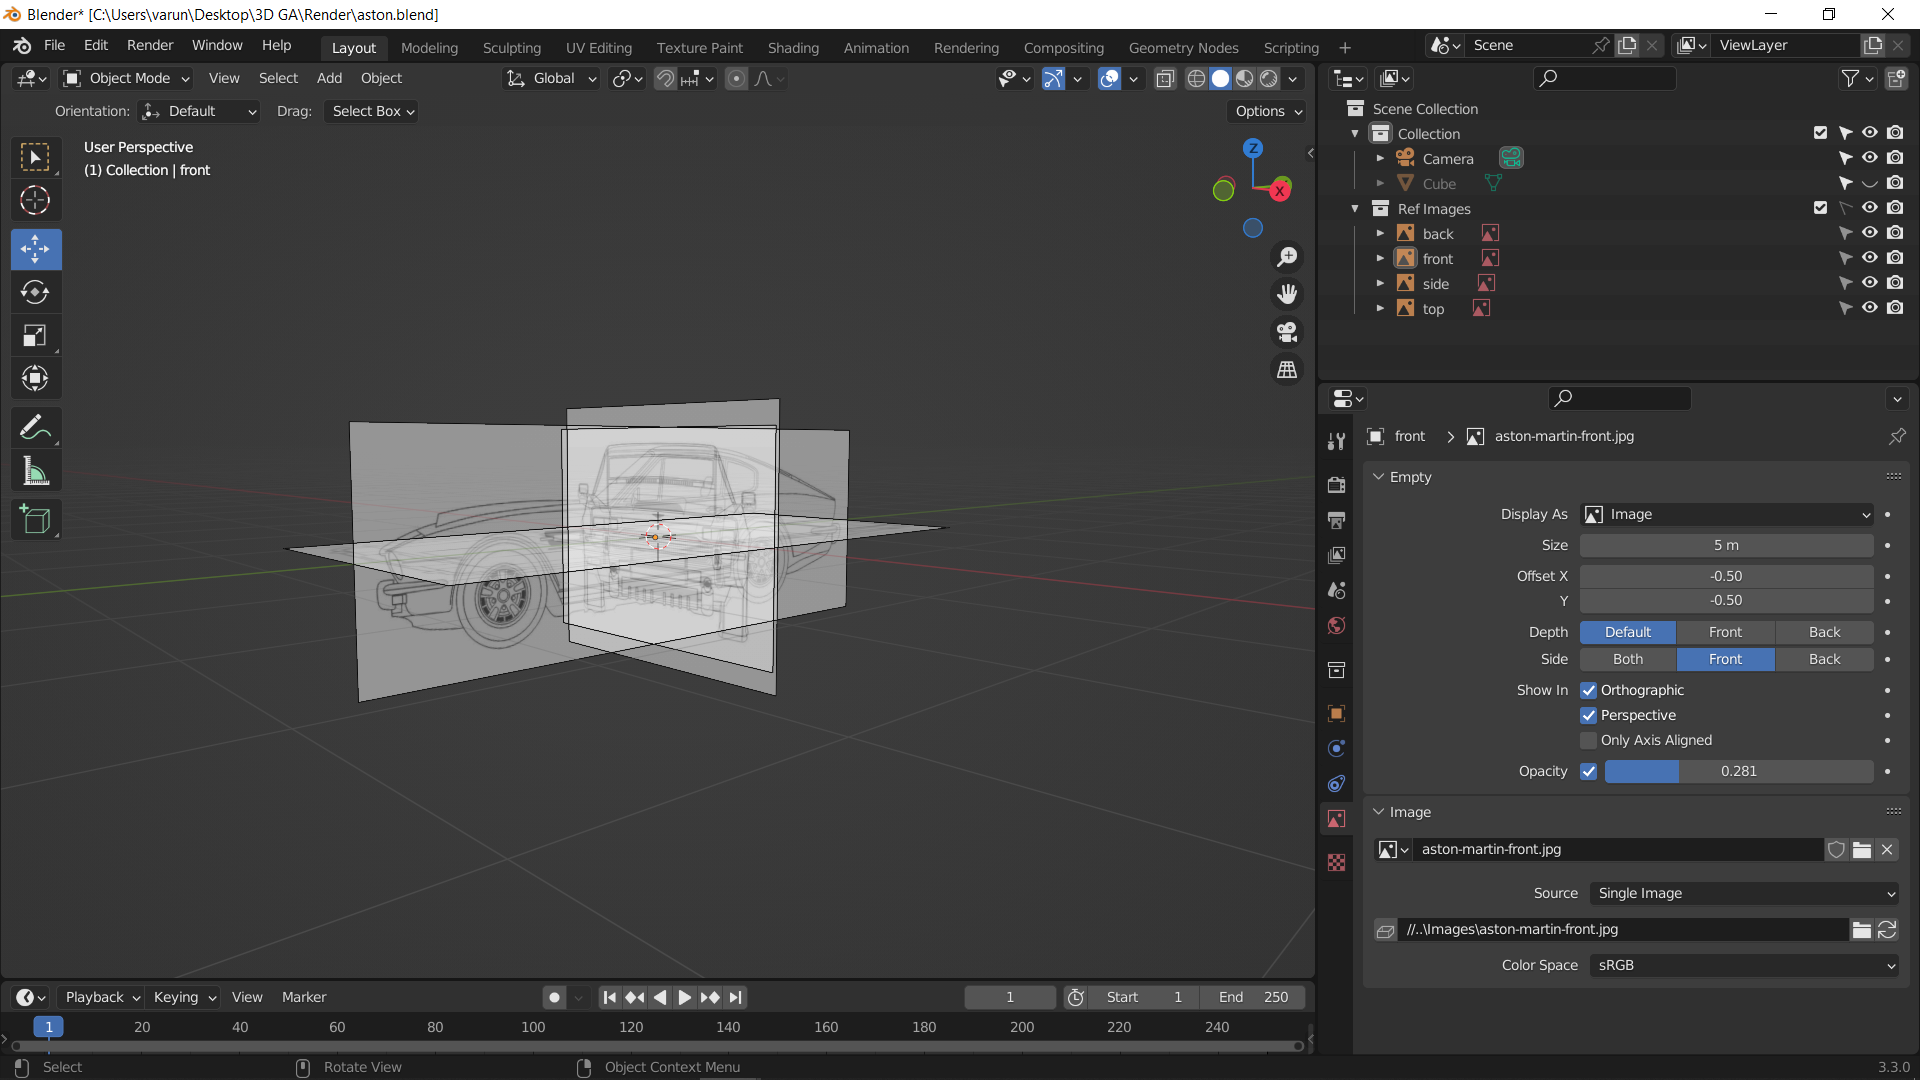 Blender* [C:\Users\varun\Desktop\3D GA\Render\aston.blend]
File Edit Render Window Help Layout Modeling Sculpting UV Editing Texture Paint Shading Animation Rendering Compositing Geometry Nodes Scripting Scene ViewLayer
Object Mode View Select Add Object Global
Orientation: Default Drag: Select Box Options
User Perspective
(1) Collection | front
Z
X
Scene Collection
Collection
Camera
Cube
Ref Images
back
front
side
top
front aston-martin-front.jpg
Empty
Display As Image
Size 5 m
Offset X -0.50
Y -0.50
Depth Default Front Back
Side Both Front Back
Show In Orthographic
Perspective
Only Axis Aligned
Opacity 0.281
Image
aston-martin-front.jpg
Source Single Image
//..\Images\aston-martin-front.jpg
Color Space sRGB
Playback Keying View Marker 1 Start 1 End 250
1 20 40 60 80 100 120 140 160 180 200 220 240
Select Rotate View Object Context Menu 3.3.0